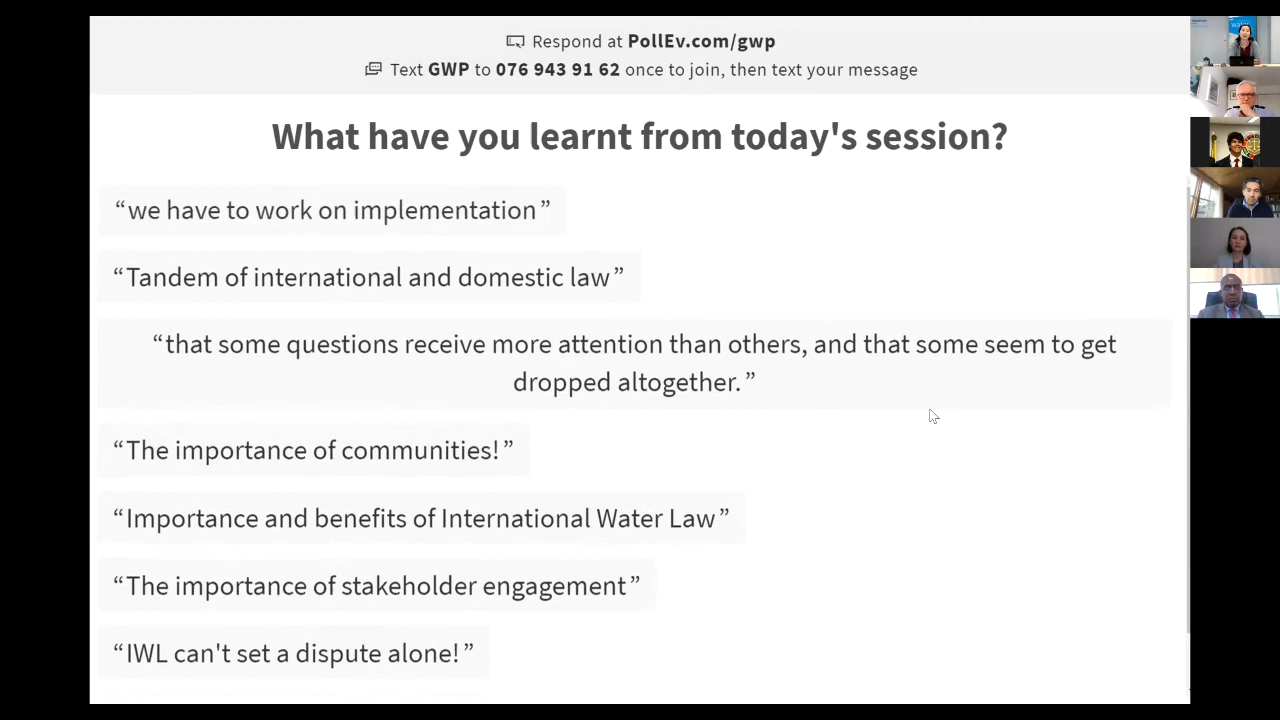 Respond at PollEv.com/gwp
Text GWP to 076 943 91 62 once to join, then text your message
What have you learnt from today's session?
“we have to work on implementation”
“Tandem of international and domestic law”
“that some questions receive more attention than others, and that some seem to get
dropped altogether.”
“The importance of communities!”
“Importance and benefits of International Water Law”
“The importance of stakeholder engagement”
“IWL can't set a dispute alone!”